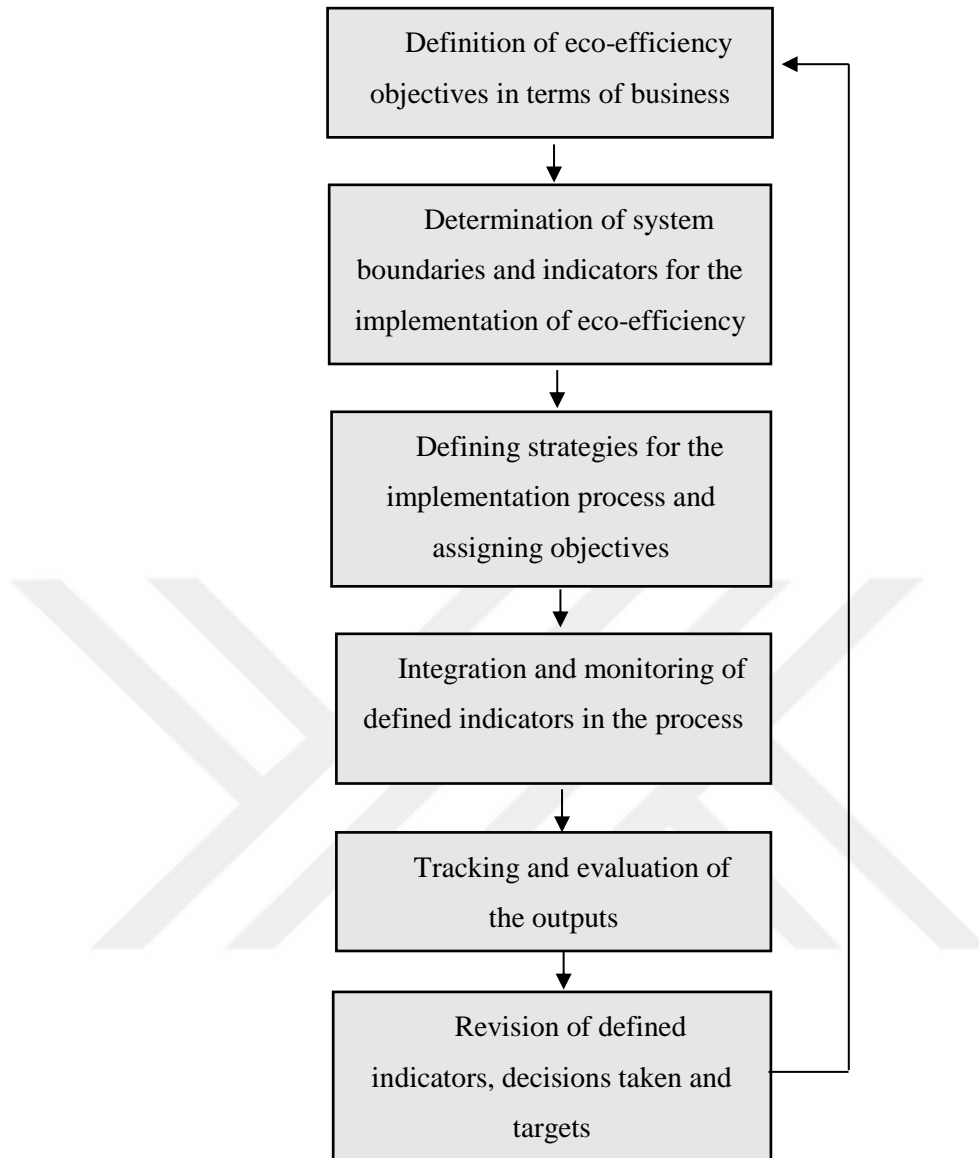 Definition of eco-efficiency
objectives in terms of business
Determination of system
boundaries and indicators for the
implementation of eco-efficiency
Defining strategies for the
implementation process and
assigning objectives
Integration and monitoring of
defined indicators in the process
Tracking and evaluation of
the outputs
Revision of defined
indicators, decisions taken and
targets